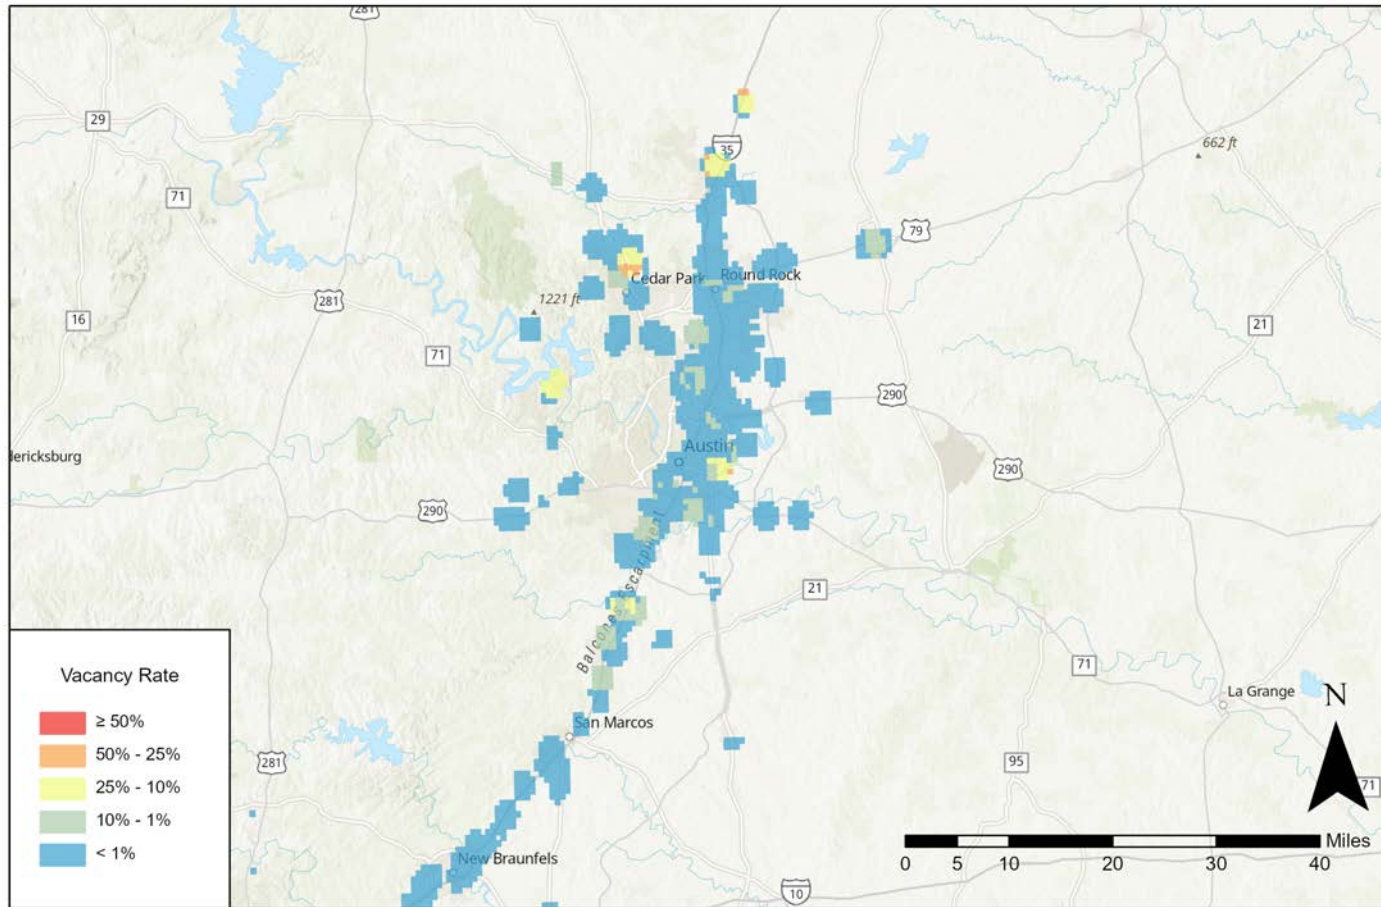 281
29
35
662 ft
71
79
Cedar Park
Round Rock
1221 ft
281
16
21
71
290
Austin
dericksburg
290
290
Balcones Escarpment
21
71
La Grange
N
San Marcos
281
95
71
New Braunfels
10
Miles
0 5 10 20 30 40
Vacancy Rate
≥ 50%
50% - 25%
25% - 10%
10% - 1%
< 1%